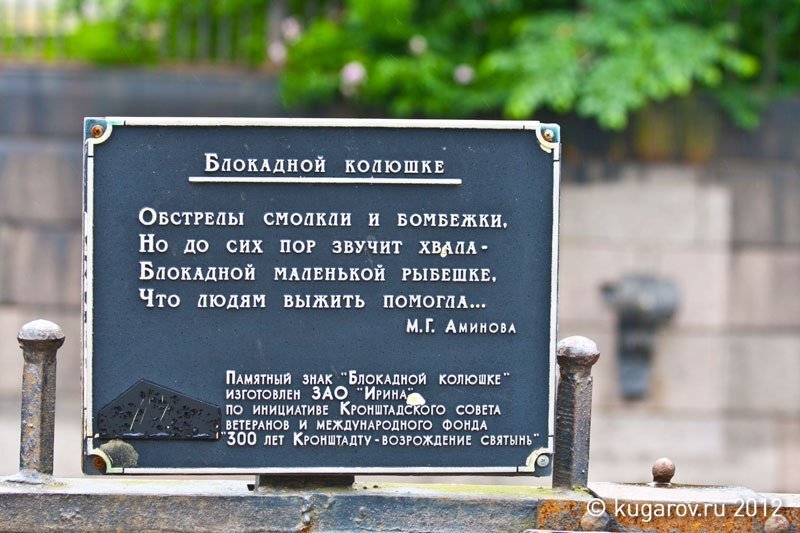 Блокадной колюшке
Обстрелы смолкли и бомбежки,
Но до сих пор звучит хвала-
Блокадной маленькой рыбешке,
Что людям выжить помогла...
М.Г. Аминова
Памятный знак "Блокадной колюшке"
изготовлен ЗАО "Ирина"
по инициативе Кронштадского совета
ветеранов и международного фонда
"300 лет Кронштадту-возрождение святынь"
© kugarov.ru 2012